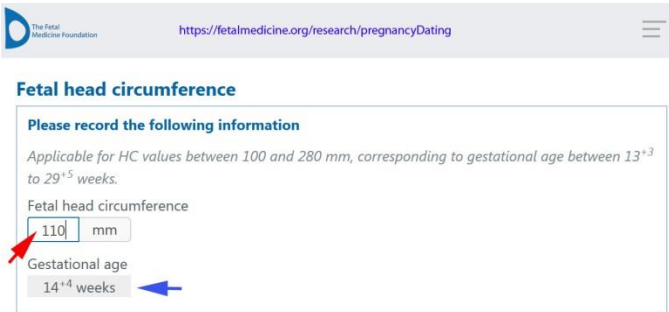 The Fetal
Medicine Foundation
https://fetalmedicine.org/research/pregnancyDating
Fetal head circumference
Please record the following information
Applicable for HC values between 100 and 280 mm, corresponding to gestational age between 13⁺³
to 29⁺⁵ weeks.
Fetal head circumference
110 mm
Gestational age
14⁺⁴ weeks